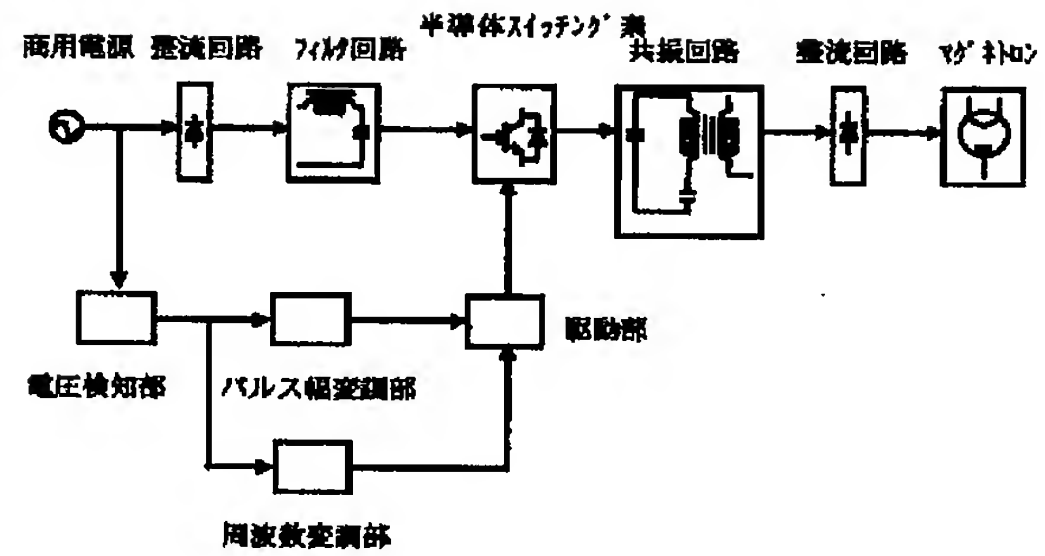 半導体スイッチング素
商用電源 整流回路 フィルタ回路 共振回路 整流回路 マグネトロン
駆動部
電圧検知部 パルス幅変調部
周波数変調部